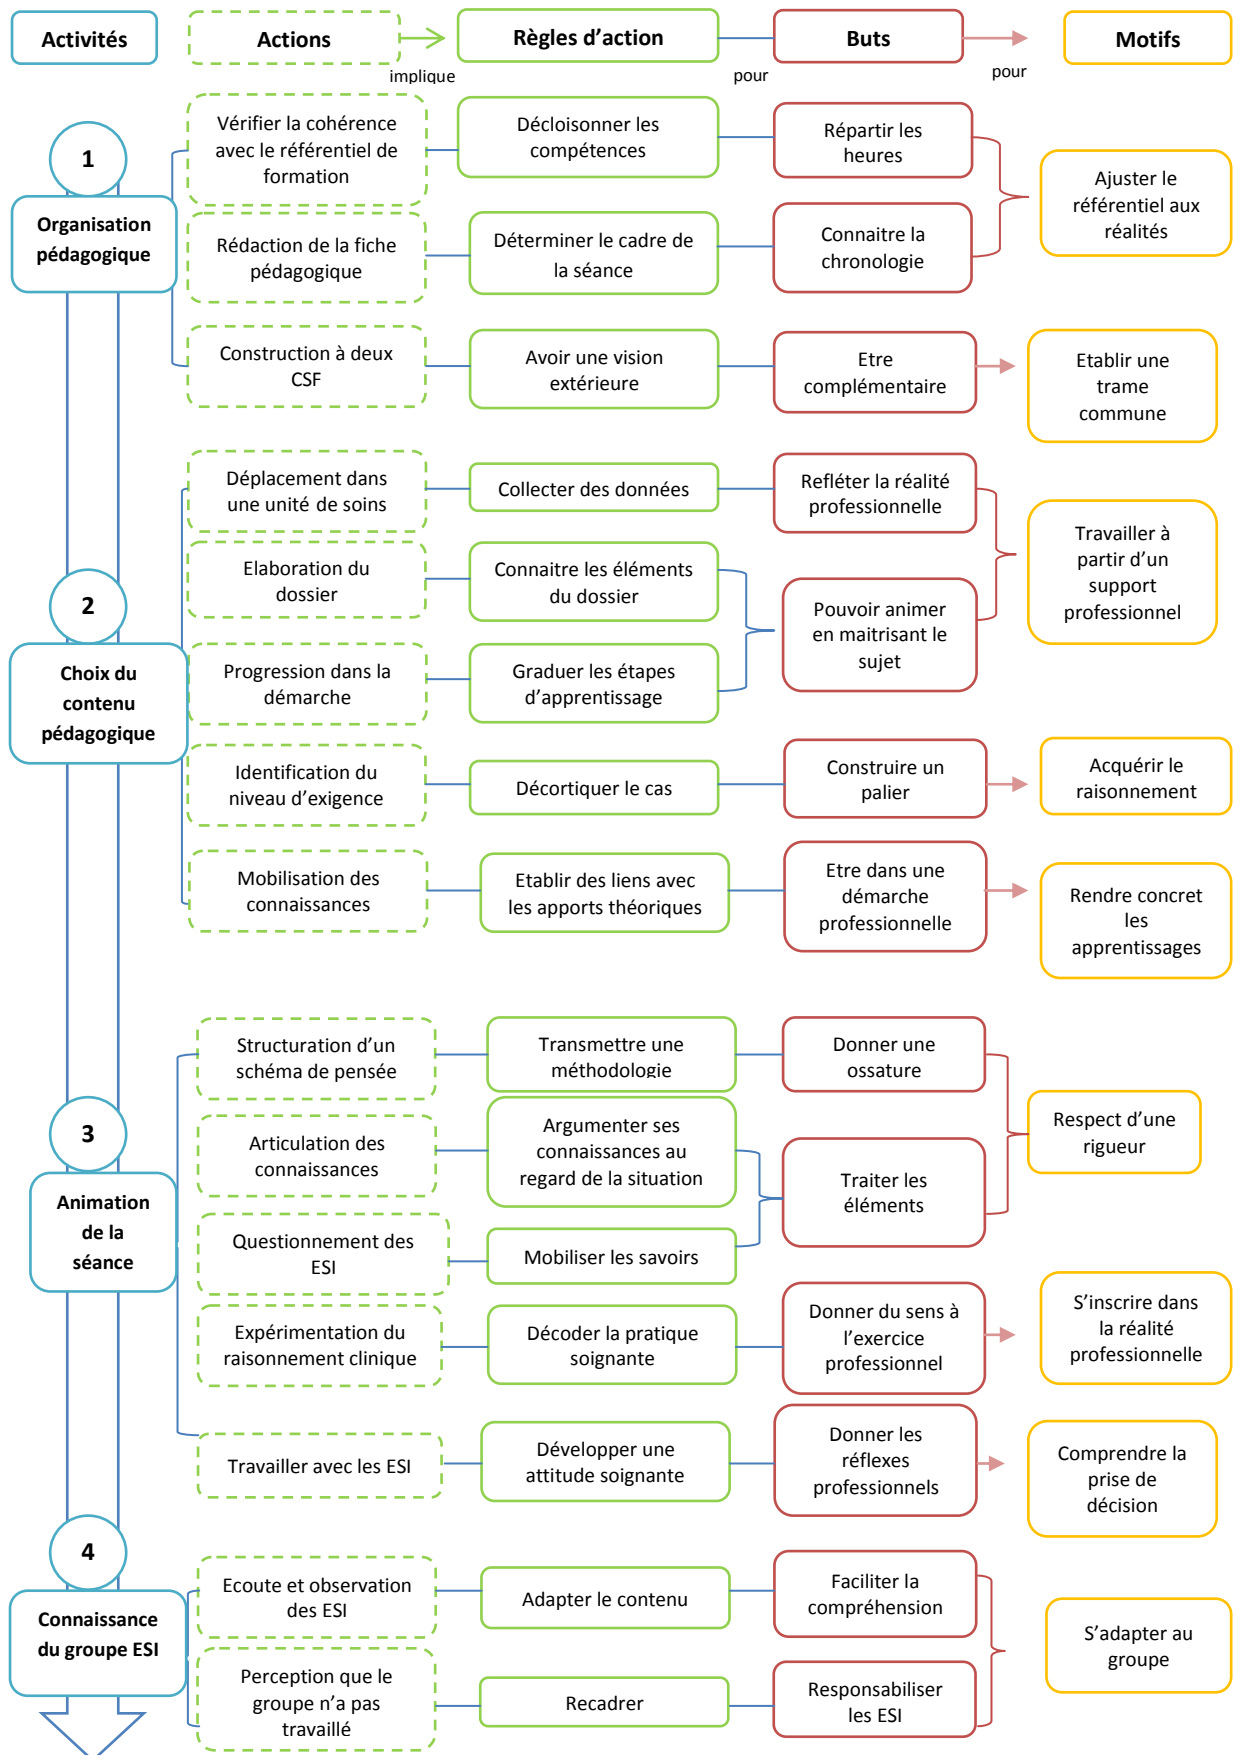 Activités
Actions
implique
Règles d’action
pour
Buts
pour
Motifs
1
Organisation
pédagogique
Vérifier la cohérence
avec le référentiel de
formation
Décloisonner les
compétences
Répartir les
heures
Ajuster le
référentiel aux
réalités
Rédaction de la fiche
pédagogique
Déterminer le cadre de
la séance
Connaitre la
chronologie
Construction à deux
CSF
Avoir une vision
extérieure
Etre
complémentaire
Etablir une
trame
commune
2
Choix du
contenu
pédagogique
Déplacement dans
une unité de soins
Collecter des données
Refléter la réalité
professionnelle
Travailler à
partir d’un
support
professionnel
Elaboration du
dossier
Connaitre les éléments
du dossier
Pouvoir animer
en maitrisant le
sujet
Progression dans la
démarche
Graduer les étapes
d’apprentissage
Identification du
niveau d’exigence
Décortiquer le cas
Construire un
palier
Acquérir le
raisonnement
Mobilisation des
connaissances
Etablir des liens avec
les apports théoriques
Etre dans une
démarche
professionnelle
Rendre concret
les
apprentissages
3
Animation
de la
séance
Structuration d’un
schéma de pensée
Transmettre une
méthodologie
Donner une
ossature
Respect d’une
rigueur
Articulation des
connaissances
Argumenter ses
connaissances au
regard de la situation
Traiter les
éléments
Questionnement des
ESI
Mobiliser les savoirs
Expérimentation du
raisonnement clinique
Décoder la pratique
soignante
Donner du sens à
l’exercice
professionnel
S’inscrire dans
la réalité
professionnelle
Travailler avec les ESI
Développer une
attitude soignante
Donner les
réflexes
professionnels
Comprendre la
prise de
décision
4
Connaissance
du groupe ESI
Ecoute et observation
des ESI
Adapter le contenu
Faciliter la
compréhension
S’adapter au
groupe
Perception que le
groupe n’a pas
travaillé
Recadrer
Responsabiliser
les ESI